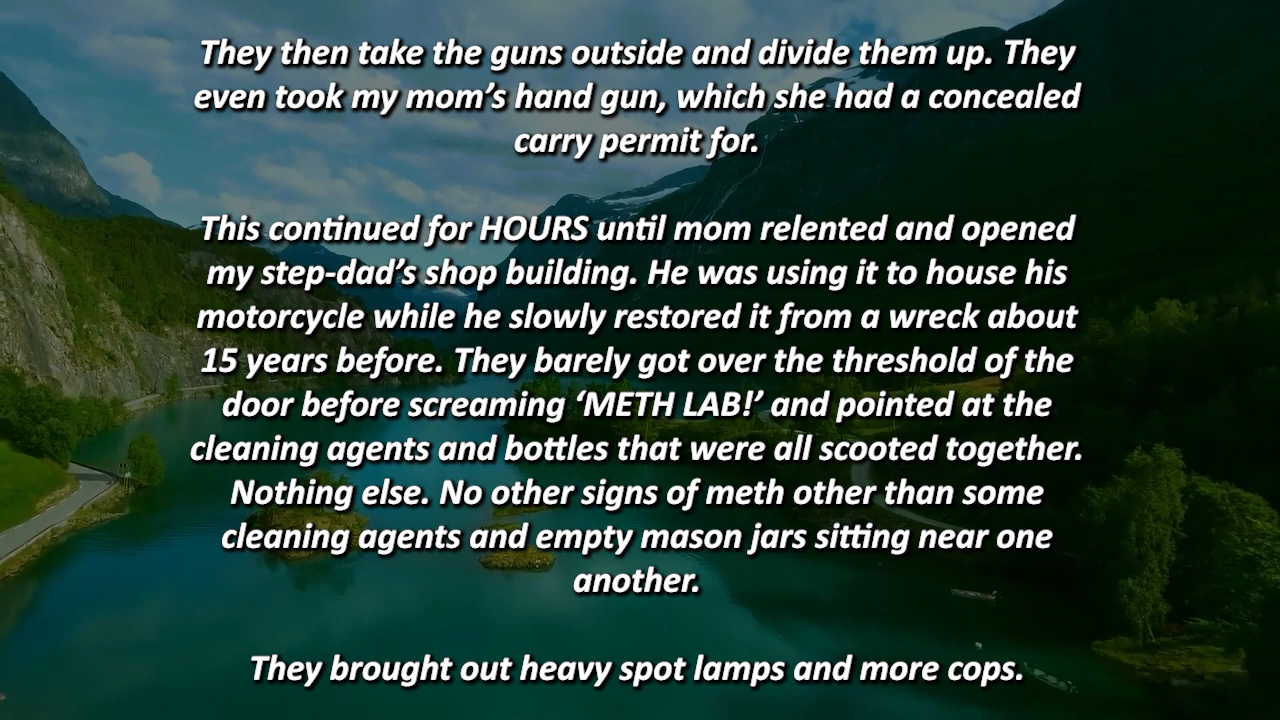 They then take the guns outside and divide them up. They
even took my mom’s hand gun, which she had a concealed
carry permit for.
This continued for HOURS until mom relented and opened
my step-dad’s shop building. He was using it to house his
motorcycle while he slowly restored it from a wreck about
15 years before. They barely got over the threshold of the
door before screaming ‘METH LAB!’ and pointed at the
cleaning agents and bottles that were all scooted together.
Nothing else. No other signs of meth other than some
cleaning agents and empty mason jars sitting near one
another.
They brought out heavy spot lamps and more cops.